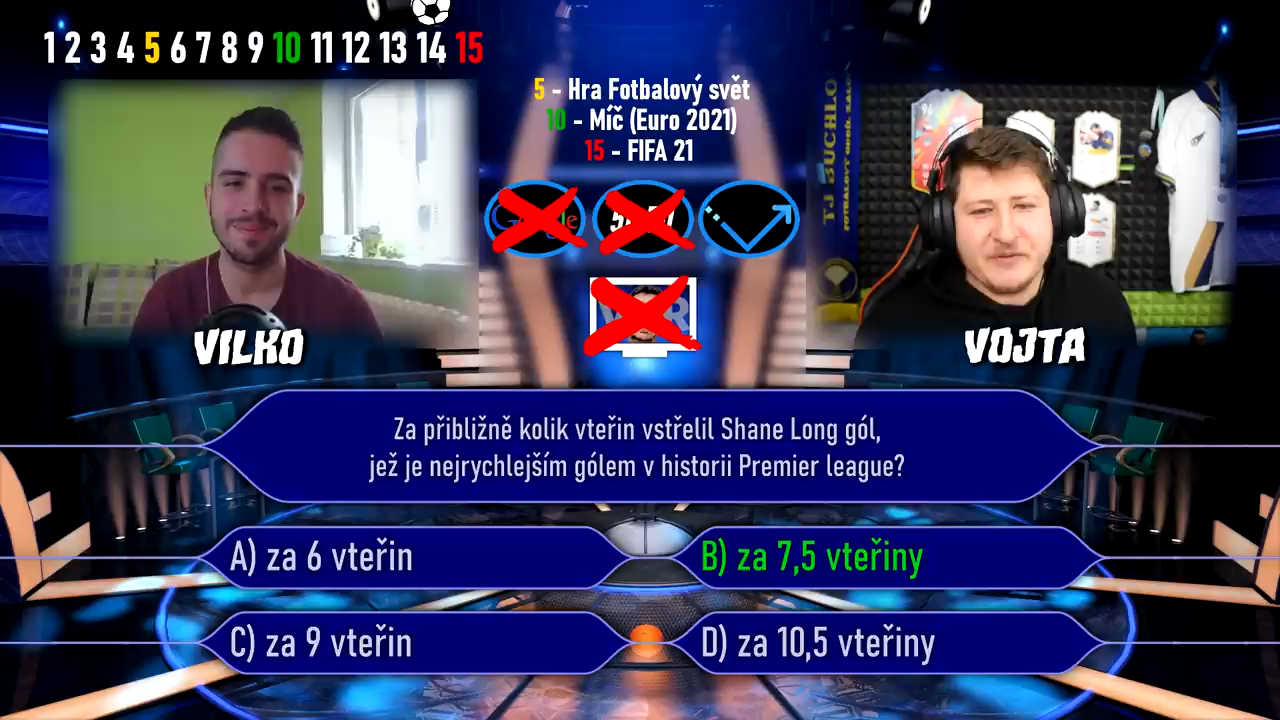 1 2 3 4 5 6 7 8 9 10 11 12 13 14 15
5 - Hra Fotbalový svět
10 - Míč (Euro 2021)
15 - FIFA 21
TJ BUCHLO
96
VILKO
VOJTA
Za přibližně kolik vteřin vstřelil Shane Long gól,
jež je nejrychlejším gólem v historii Premier league?
A) za 6 vteřin
B) za 7,5 vteřiny
C) za 9 vteřin
D) za 10,5 vteřiny